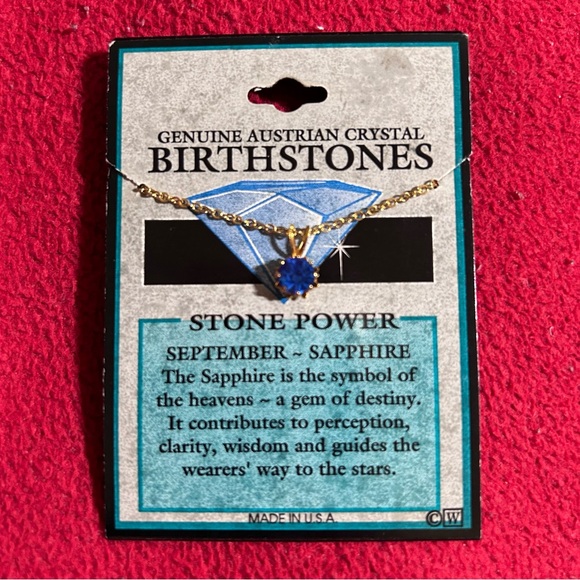 GENUINE AUSTRIAN CRYSTAL
BIRTHSTONES
STONE POWER
SEPTEMBER ~ SAPPHIRE
The Sapphire is the symbol of
the heavens ~ a gem of destiny.
It contributes to perception,
clarity, wisdom and guides the
wearers' way to the stars.
MADE IN U.S.A.
© W